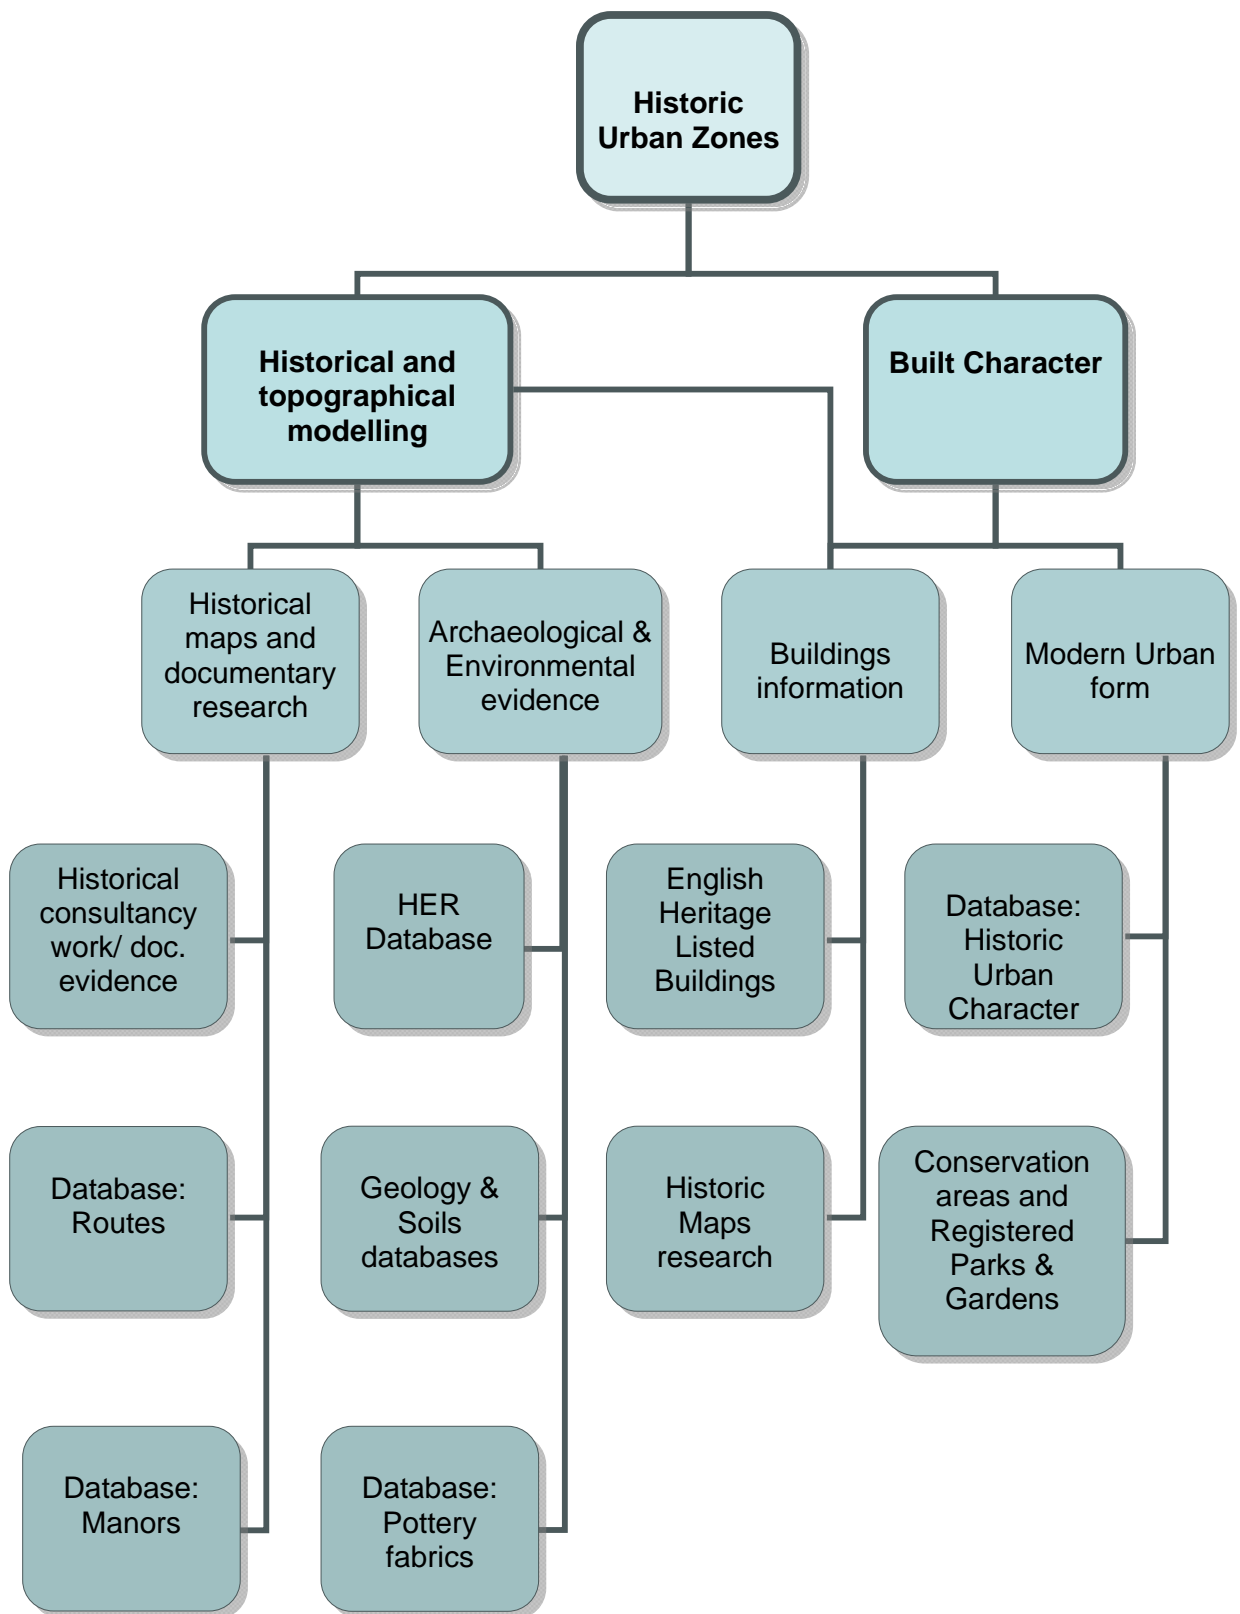 Historic
Urban Zones
Historical and
topographical
modelling
Built Character
Historical
maps and
documentary
research
Archaeological &
Environmental
evidence
Buildings
information
Modern Urban
form
Historical
consultancy
work/ doc.
evidence
HER
Database
English
Heritage
Listed
Buildings
Database:
Historic
Urban
Character
Database:
Routes
Geology &
Soils
databases
Historic
Maps
research
Conservation
areas and
Registered
Parks &
Gardens
Database:
Manors
Database:
Pottery
fabrics